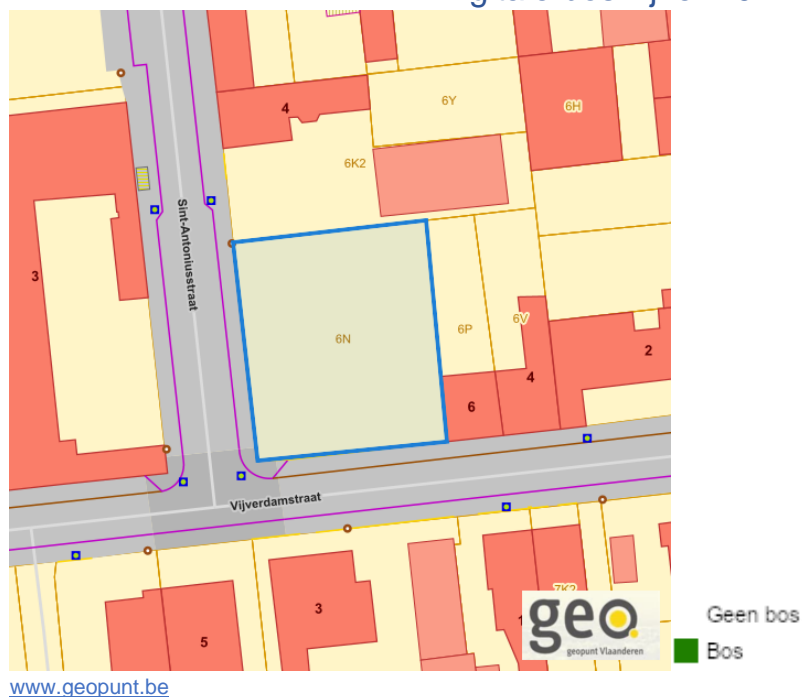 4
6Y
6H
6K2
Sint-Antoniusstraat
3
6N
6P
6V
2
4
6
Vijverdamstraat
3
5
7K2
geo
geopunt Vlaanderen
Geen bos
Bos
www.geopunt.be